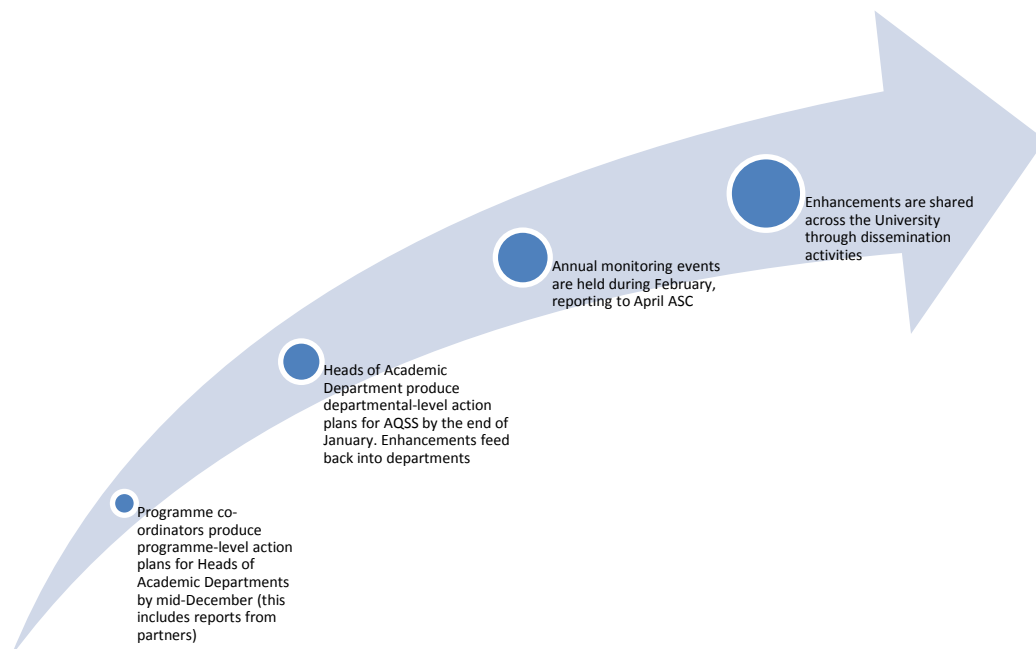 Programme co-
ordinators produce
programme-level action
plans for Heads of
Academic Departments
by mid-December (this
includes reports from
partners)
Heads of Academic
Department produce
departmental-level action
plans for AQSS by the end of
January. Enhancements feed
back into departments
Annual monitoring events
are held during February,
reporting to April ASC
Enhancements are shared
across the University
through dissemination
activities